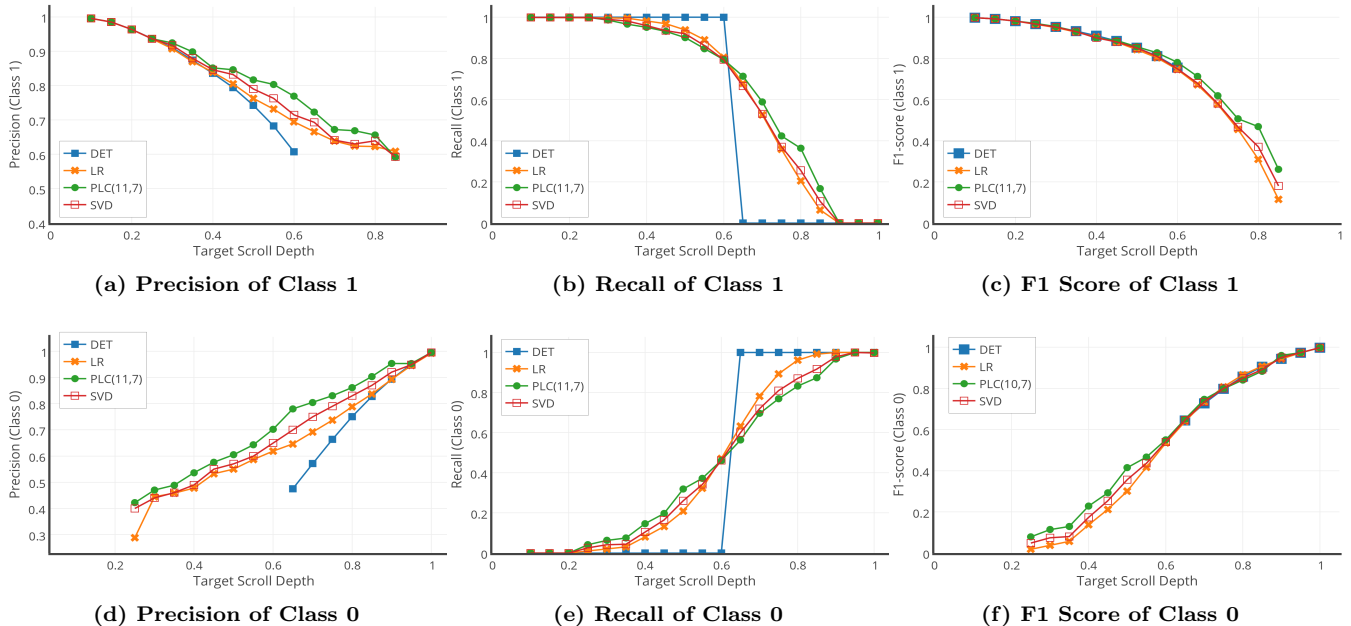 Precision (Class 1)
1
0.9
0.8
0.7
0.6
0.5
0.4
DET
LR
PLC(11,7)
SVD
0
0.2
0.4
0.6
0.8
Target Scroll Depth
(a) Precision of Class 1
Recall (Class 1)
1
0.8
0.6
0.4
0.2
0
DET
LR
PLC(11,7)
SVD
0
0.2
0.4
0.6
0.8
1
Target Scroll Depth
(b) Recall of Class 1
F1-score (class 1)
1
0.8
0.6
0.4
0.2
0
DET
LR
PLC(11,7)
SVD
0
0.2
0.4
0.6
0.8
1
Target Scroll Depth
(c) F1 Score of Class 1
Precision (Class 0)
1
0.9
0.8
0.7
0.6
0.5
0.4
0.3
DET
LR
PLC(11,7)
SVD
0.2
0.4
0.6
0.8
1
Target Scroll Depth
(d) Precision of Class 0
Recall (Class 0)
1
0.8
0.6
0.4
0.2
0
DET
LR
PLC(11,7)
SVD
0
0.2
0.4
0.6
0.8
1
Target Scroll Depth
(e) Recall of Class 0
F1-score (Class 0)
1
0.8
0.6
0.4
0.2
0
DET
LR
PLC(10,7)
SVD
0
0.2
0.4
0.6
0.8
1
Target Scroll Depth
(f) F1 Score of Class 0